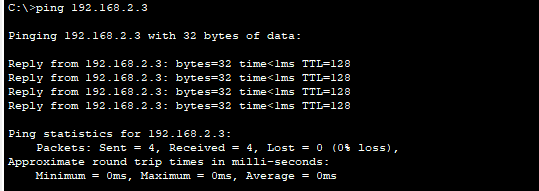 C:\>ping 192.168.2.3
Pinging 192.168.2.3 with 32 bytes of data:
Reply from 192.168.2.3: bytes=32 time<1ms TTL=128
Reply from 192.168.2.3: bytes=32 time<1ms TTL=128
Reply from 192.168.2.3: bytes=32 time<1ms TTL=128
Reply from 192.168.2.3: bytes=32 time<1ms TTL=128
Ping statistics for 192.168.2.3:
    Packets: Sent = 4, Received = 4, Lost = 0 (0% loss),
Approximate round trip times in milli-seconds:
    Minimum = 0ms, Maximum = 0ms, Average = 0ms